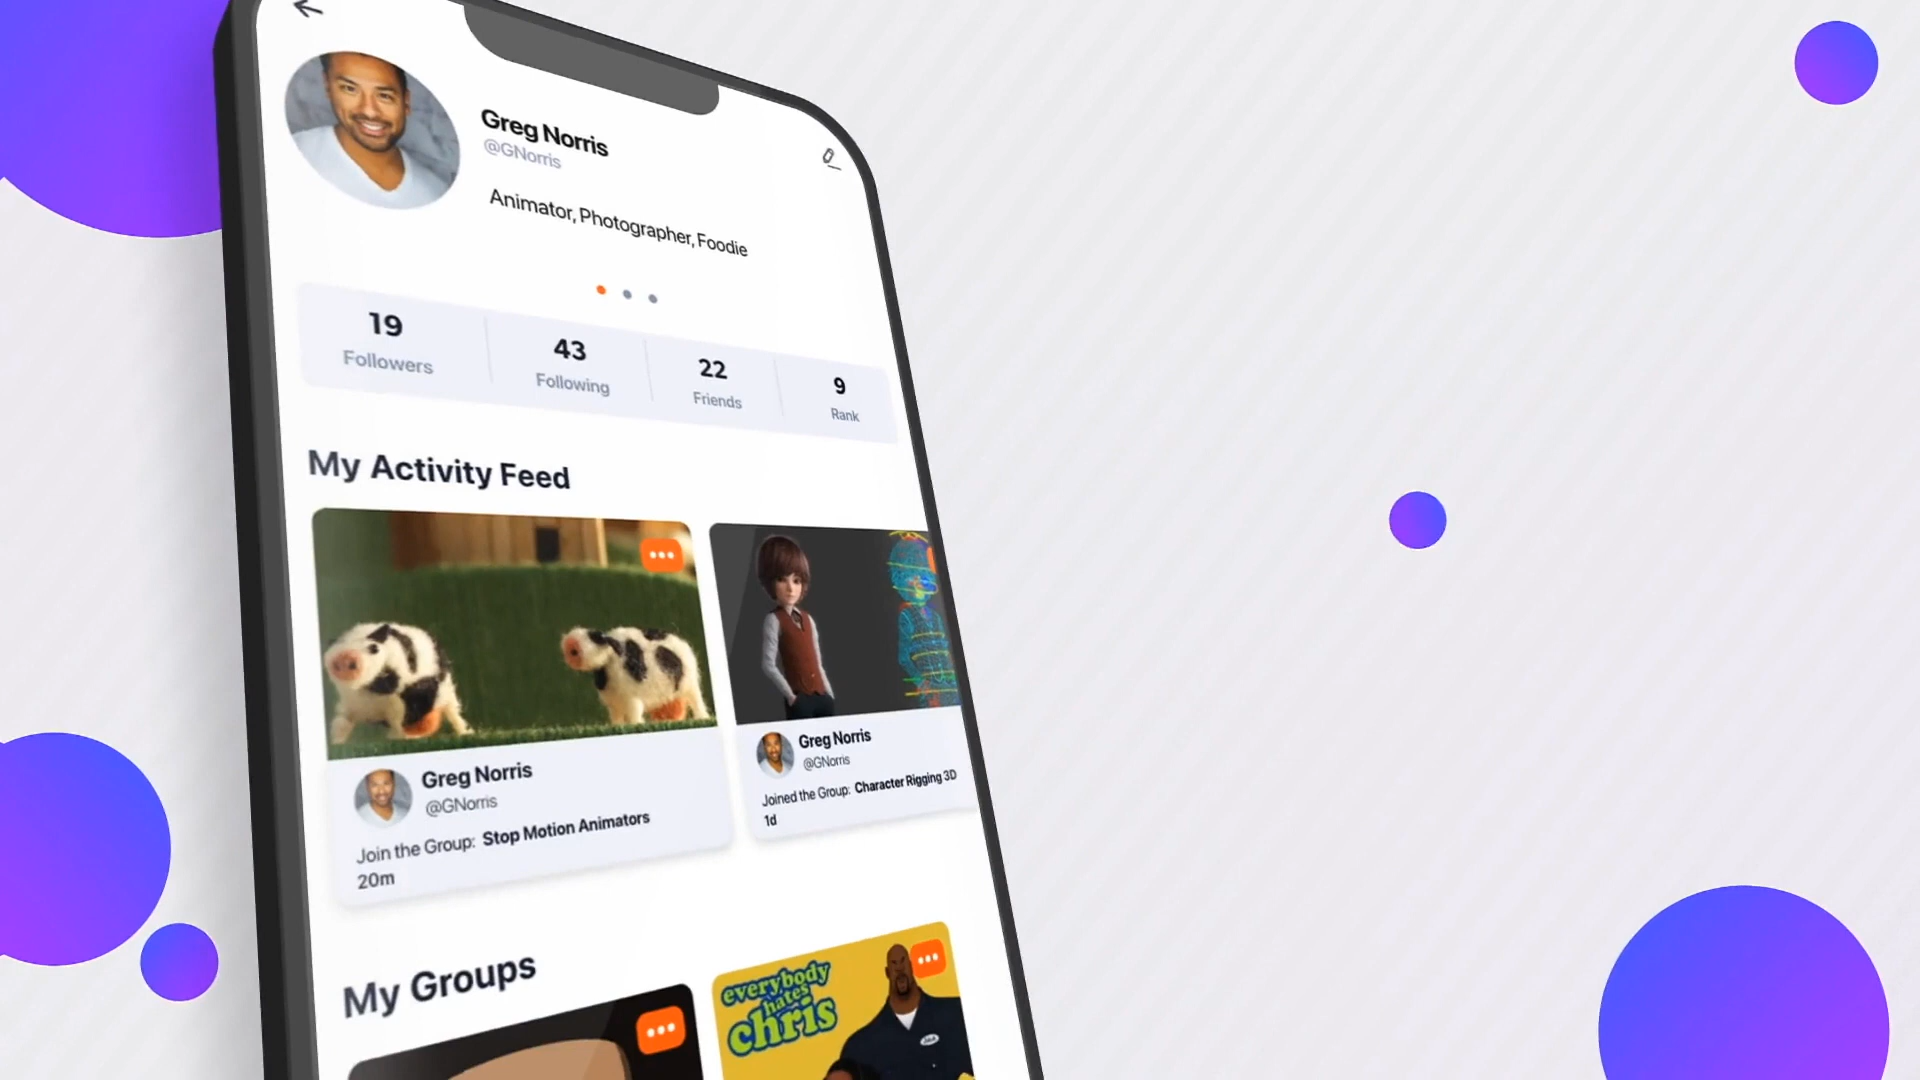 Greg Norris
@GNorris
Animator, Photographer, Foodie
19
Followers
43
Following
22
Friends
9
Rank
My Activity Feed
Greg Norris
@GNorris
Join the Group: Stop Motion Animators
20m
Greg Norris
@GNorris
Joined the Group: Character Rigging 3D
1d
My Groups
everybody
hates
chris